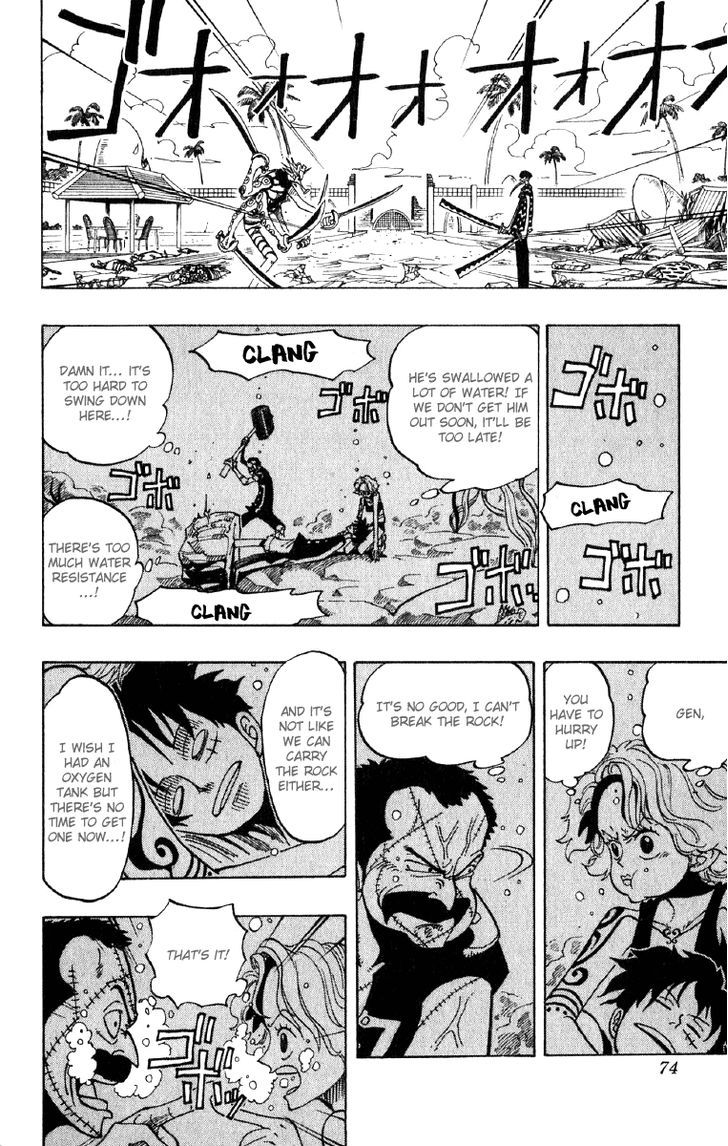 ゴオオオオオオオ
ゴボ
CLANG
ゴボ
HE'S SWALLOWED A
LOT OF WATER! IF
WE DON'T GET HIM
OUT SOON, IT'LL BE
TOO LATE!
CLANG
ゴボ
DAMN IT... IT'S
TOO HARD TO
SWING DOWN
HERE...!
ゴボ
THERE'S TOO
MUCH WATER
RESISTANCE
...!
CLANG
ゴボ
GEN,
YOU
HAVE TO
HURRY
UP!
IT'S NO GOOD, I CAN'T
BREAK THE ROCK!
AND IT'S
NOT LIKE
WE CAN
CARRY
THE ROCK
EITHER...
I WISH I
HAD AN
OXYGEN
TANK BUT
THERE'S NO
TIME TO GET
ONE NOW...!
THAT'S IT!
ゴボ
74